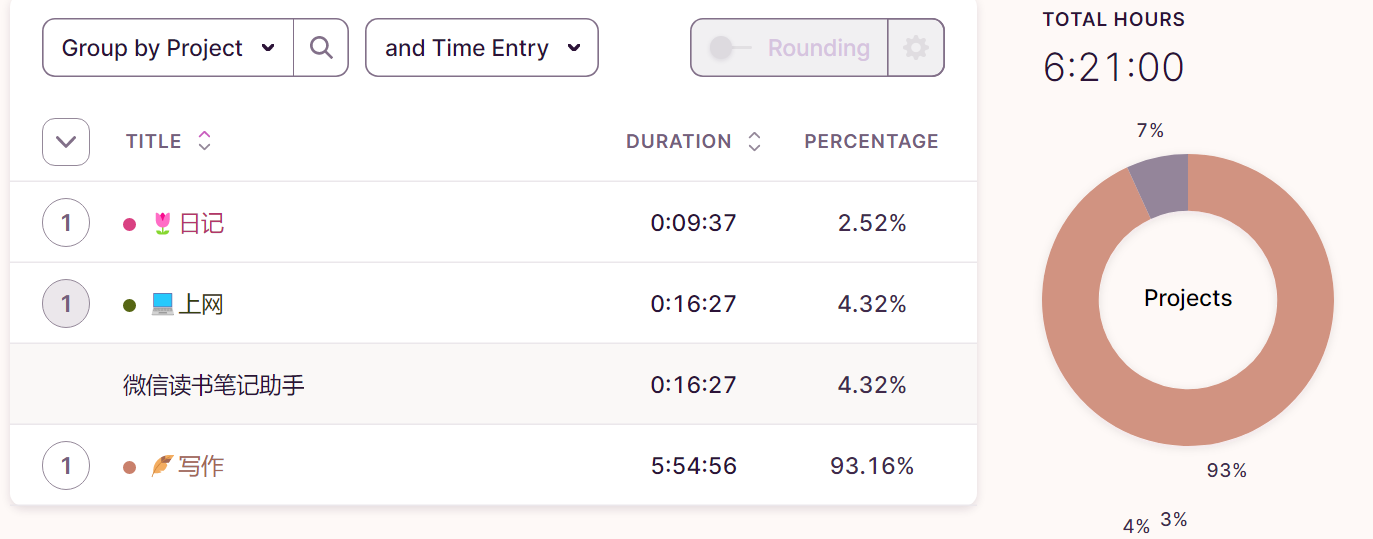 Group by Project
and Time Entry
Rounding
TITLE DURATION PERCENTAGE
1 🌷日记 0:09:37 2.52%
1 💻上网 0:16:27 4.32%
微信读书笔记助手 0:16:27 4.32%
1 🪶写作 5:54:56 93.16%
TOTAL HOURS
6:21:00
7%
Projects
93%
4% 3%